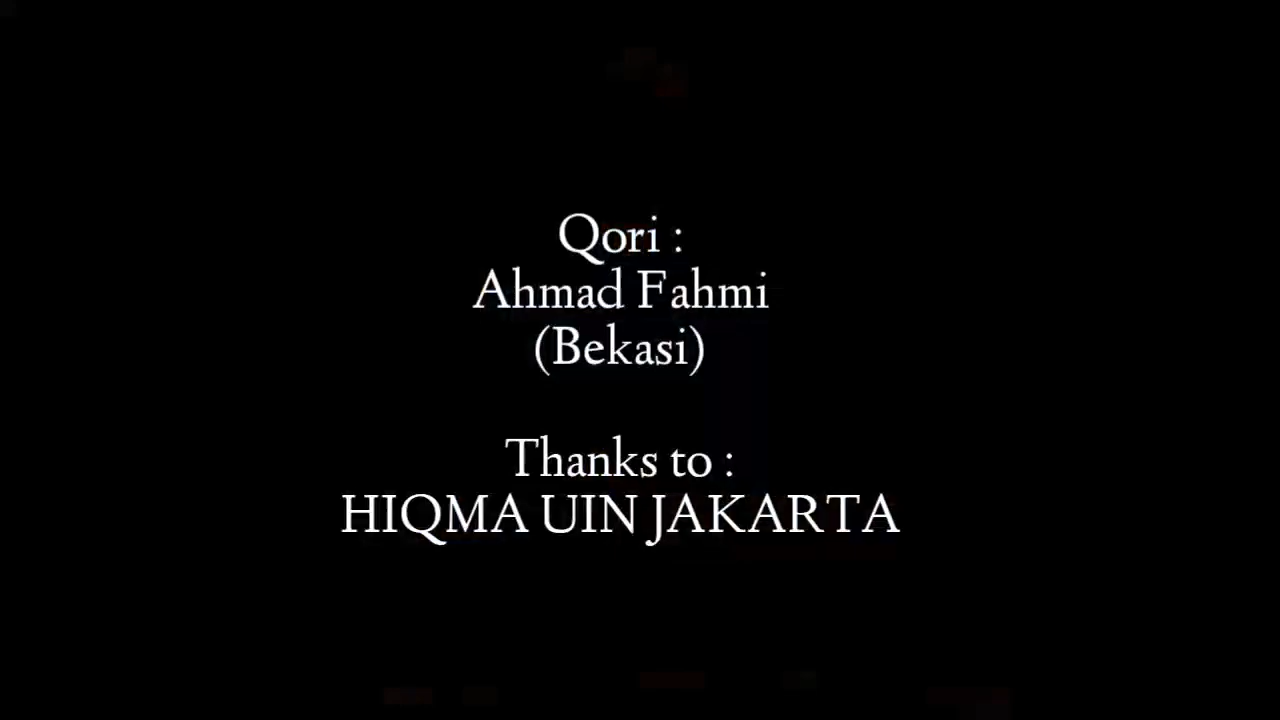 Qori :
Ahmad Fahmi
(Bekasi)
Thanks to :
HIQMA UIN JAKARTA